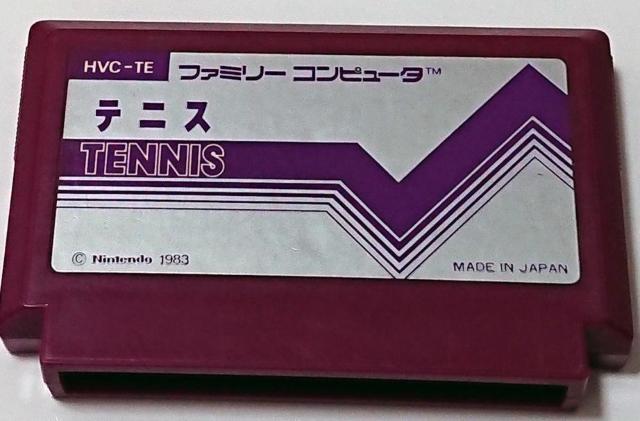 HVC-TE ファミリー コンピュータ™
テニス
TENNIS
© Nintendo 1983
MADE IN JAPAN